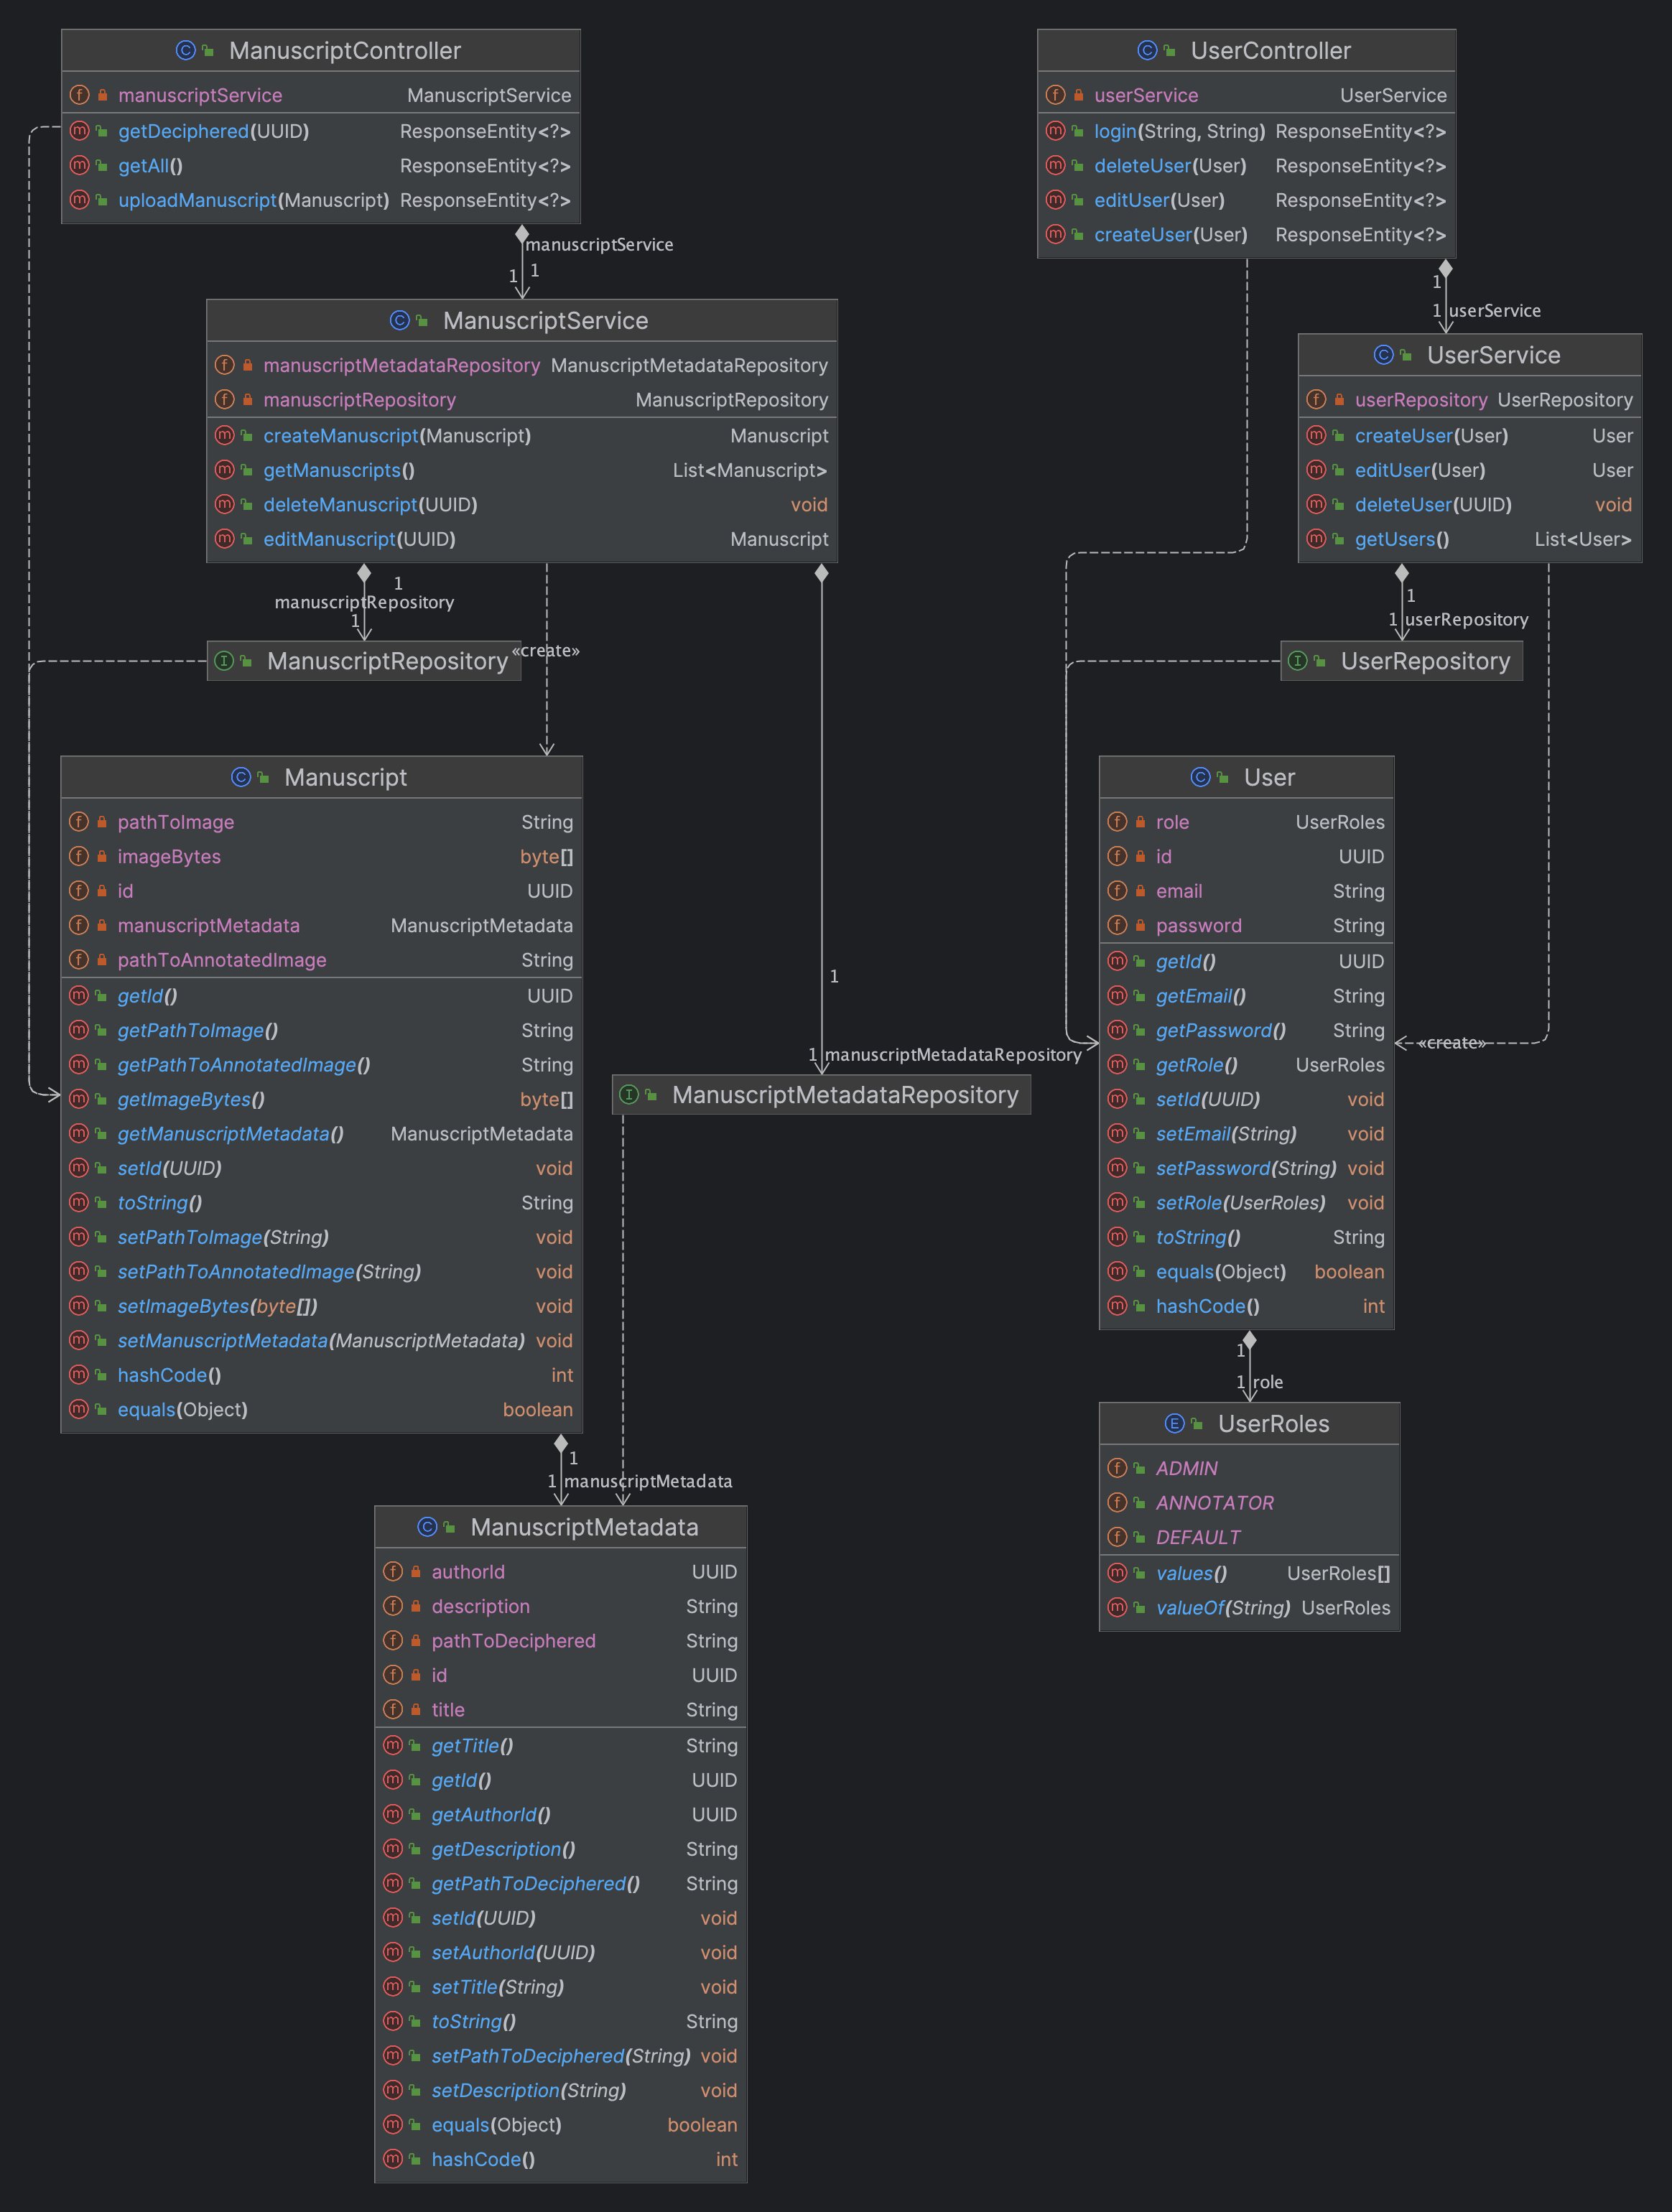 ManuscriptController
manuscriptService ManuscriptService
getDeciphered(UUID) ResponseEntity<?>
getAll() ResponseEntity<?>
uploadManuscript(Manuscript) ResponseEntity<?>
manuscriptService
1
1
ManuscriptService
manuscriptMetadataRepository ManuscriptMetadataRepository
manuscriptRepository ManuscriptRepository
createManuscript(Manuscript) Manuscript
getManuscripts() List<Manuscript>
deleteManuscript(UUID) void
editManuscript(UUID) Manuscript
1
manuscriptRepository
1
ManuscriptRepository
«create»
Manuscript
pathToImage String
imageBytes byte[]
id UUID
manuscriptMetadata ManuscriptMetadata
pathToAnnotatedImage String
getId() UUID
getPathToImage() String
getPathToAnnotatedImage() String
getImageBytes() byte[]
getManuscriptMetadata() ManuscriptMetadata
setId(UUID) void
toString() String
setPathToImage(String) void
setPathToAnnotatedImage(String) void
setImageBytes(byte[]) void
setManuscriptMetadata(ManuscriptMetadata) void
hashCode() int
equals(Object) boolean
1
1 manuscriptMetadataRepository
ManuscriptMetadataRepository
1
1 manuscriptMetadata
ManuscriptMetadata
authorId UUID
description String
pathToDeciphered String
id UUID
title String
getTitle() String
getId() UUID
getAuthorId() UUID
getDescription() String
getPathToDeciphered() String
setId(UUID) void
setAuthorId(UUID) void
setTitle(String) void
toString() String
setPathToDeciphered(String) void
setDescription(String) void
equals(Object) boolean
hashCode() int
UserController
userService UserService
login(String, String) ResponseEntity<?>
deleteUser(User) ResponseEntity<?>
editUser(User) ResponseEntity<?>
createUser(User) ResponseEntity<?>
1
1 userService
UserService
userRepository UserRepository
createUser(User) User
editUser(User) User
deleteUser(UUID) void
getUsers() List<User>
1
1 userRepository
UserRepository
«create»
User
role UserRoles
id UUID
email String
password String
getId() UUID
getEmail() String
getPassword() String
getRole() UserRoles
setId(UUID) void
setEmail(String) void
setPassword(String) void
setRole(UserRoles) void
toString() String
equals(Object) boolean
hashCode() int
1
1 role
UserRoles
ADMIN
ANNOTATOR
DEFAULT
values() UserRoles[]
valueOf(String) UserRoles